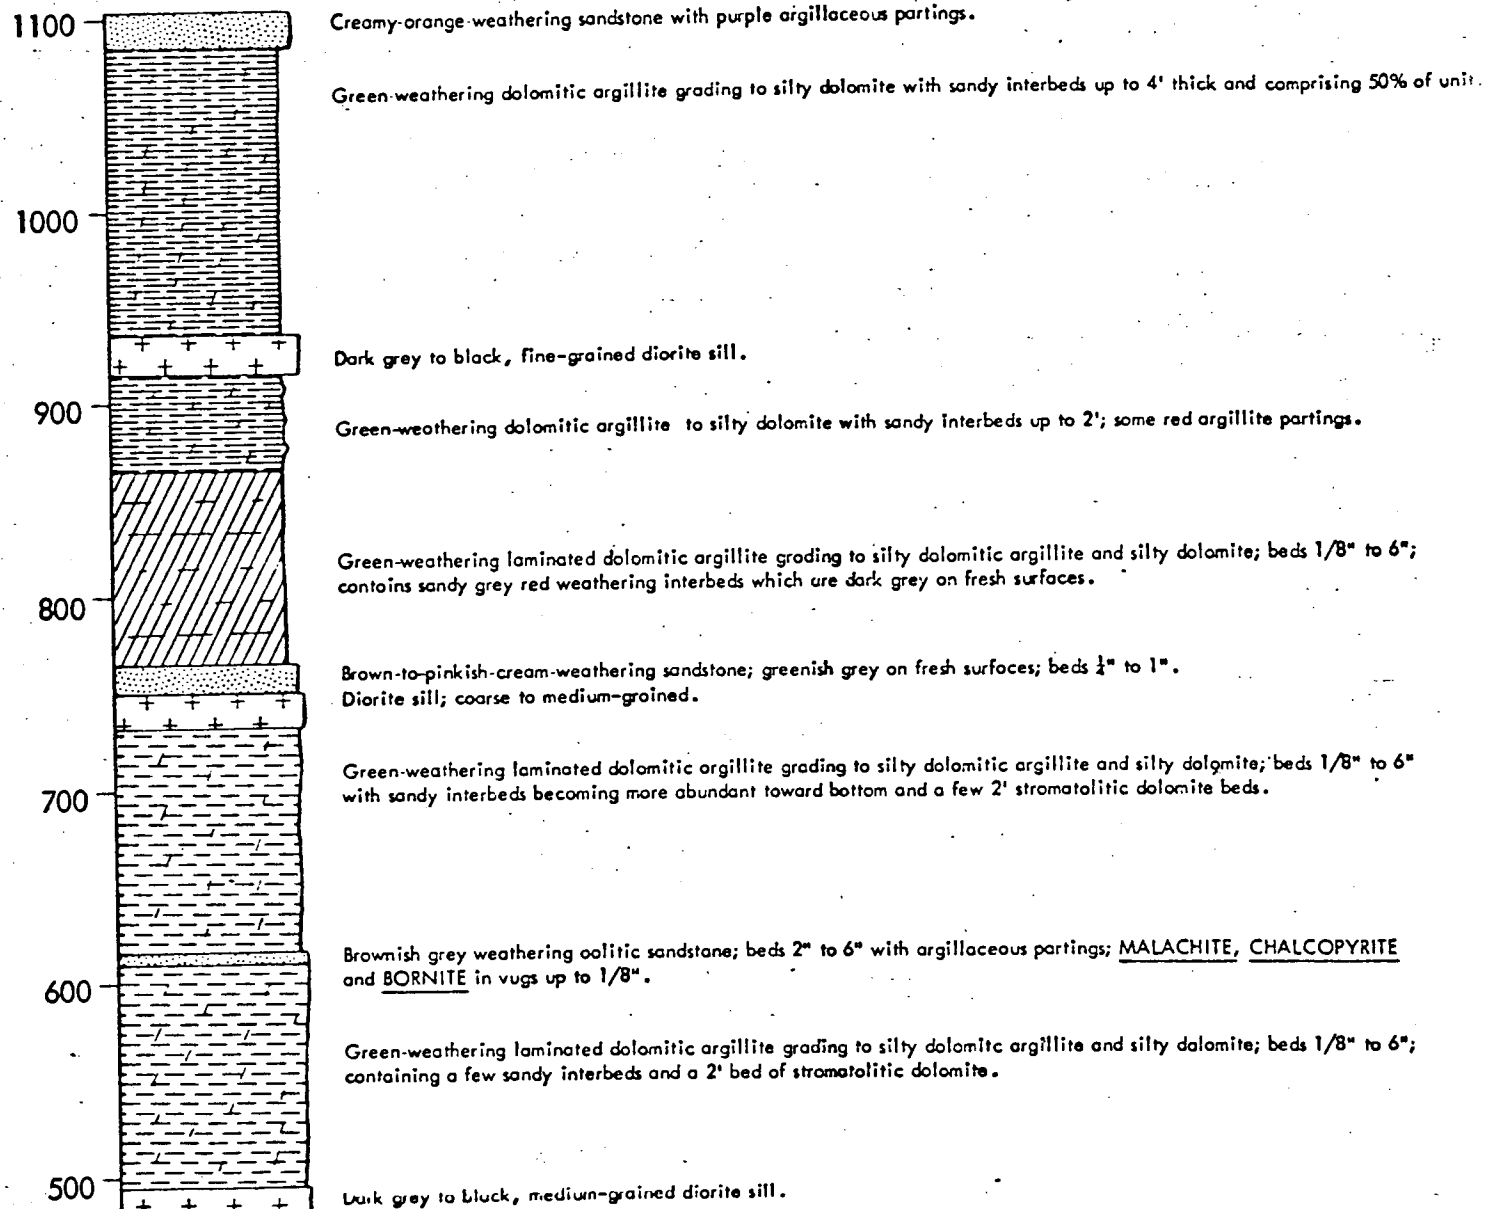 1100
Creamy-orange-weathering sandstone with purple argillaceous partings.
Green-weathering dolomitic argillite grading to silty dolomite with sandy interbeds up to 4' thick and comprising 50% of unit.
1000
Dark grey to black, fine-grained diorite sill.
900
Green-weathering dolomitic argillite to silty dolomite with sandy interbeds up to 2'; some red argillite partings.
Green-weathering laminated dolomitic argillite grading to silty dolomitic argillite and silty dolomite; beds 1/8" to 6";
contains sandy grey red weathering interbeds which are dark grey on fresh surfaces.
800
Brown-to-pinkish-cream-weathering sandstone; greenish grey on fresh surfaces; beds ¼" to 1".
Diorite sill; coarse to medium-grained.
Green-weathering laminated dolomitic argillite grading to silty dolomitic argillite and silty dolomite; beds 1/8" to 6"
with sandy interbeds becoming more abundant toward bottom and a few 2' stromatolitic dolomite beds.
700
Brownish grey weathering oolitic sandstone; beds 2" to 6" with argillaceous partings; MALACHITE, CHALCOPYRITE
and BORNITE in vugs up to 1/8".
600
Green-weathering laminated dolomitic argillite grading to silty dolomitc argillite and silty dolomite; beds 1/8" to 6";
containing a few sandy interbeds and a 2' bed of stromatolitic dolomite.
500
Dark grey to black, medium-grained diorite sill.